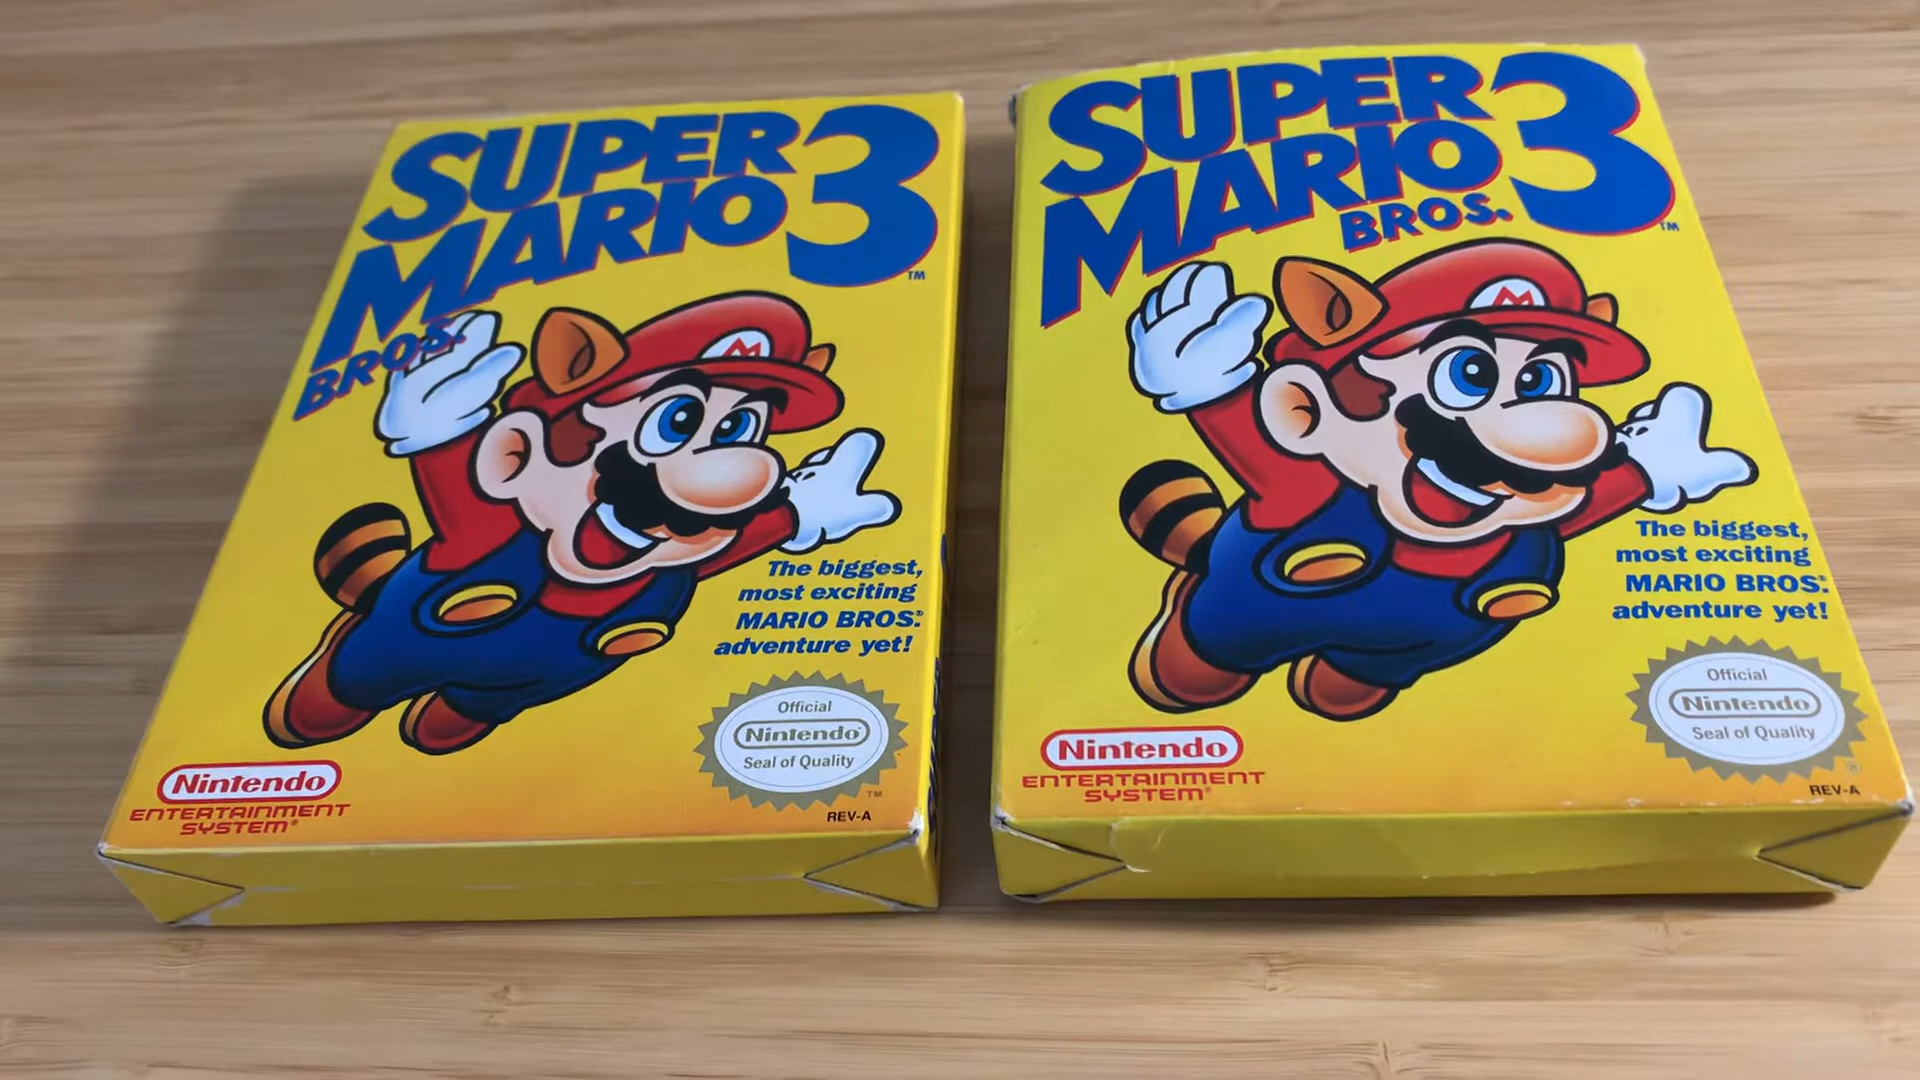 SUPER
MARIO 3
BROS.
TM
M
The biggest,
most exciting
MARIO BROS.®
adventure yet!
Official
Nintendo®
Seal of Quality
TM
Nintendo
ENTERTAINMENT
SYSTEM®
REV-A
SUPER
MARIO 3
BROS.
TM
M
The biggest,
most exciting
MARIO BROS.®
adventure yet!
Official
Nintendo
Seal of Quality
®
Nintendo
ENTERTAINMENT
SYSTEM®
REV-A